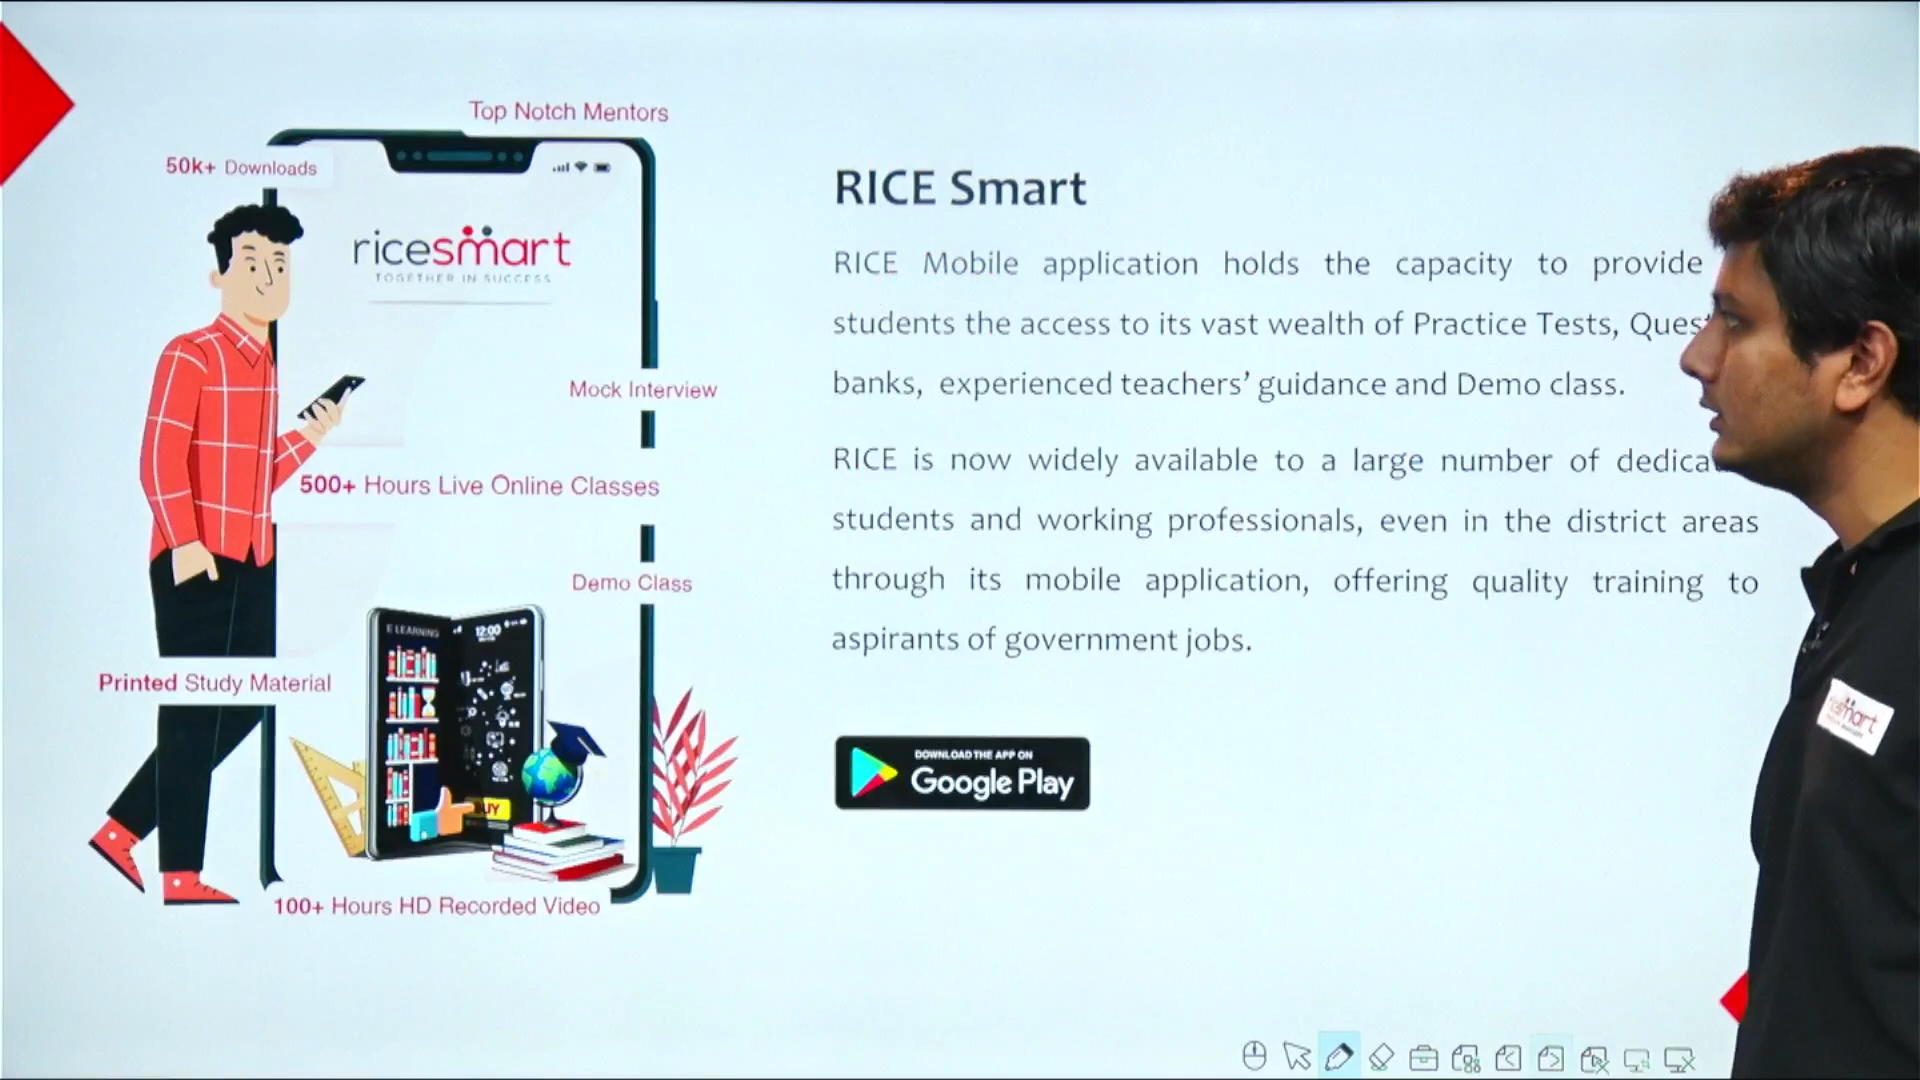 Top Notch Mentors
50k+ Downloads
ricesmart
TOGETHER IN SUCCESS
Mock Interview
500+ Hours Live Online Classes
Demo Class
E LEARNING
12:00
Printed Study Material
BUY
100+ Hours HD Recorded Video
RICE Smart
RICE Mobile application holds the capacity to provide
students the access to its vast wealth of Practice Tests,
banks, experienced teachers’ guidance and Demo class.
RICE is now widely available to a large number of
students and working professionals, even in the district areas
through its mobile application, offering quality training to
aspirants of government jobs.
DOWNLOAD THE APP ON
Google Play